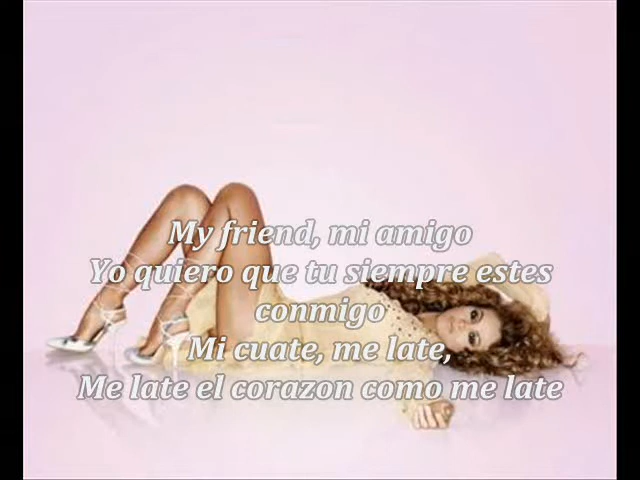 My friend, mi amigo
Yo quiero que tu siempre estes
conmigo
Mi cuate, me late,
Me late el corazon como me late